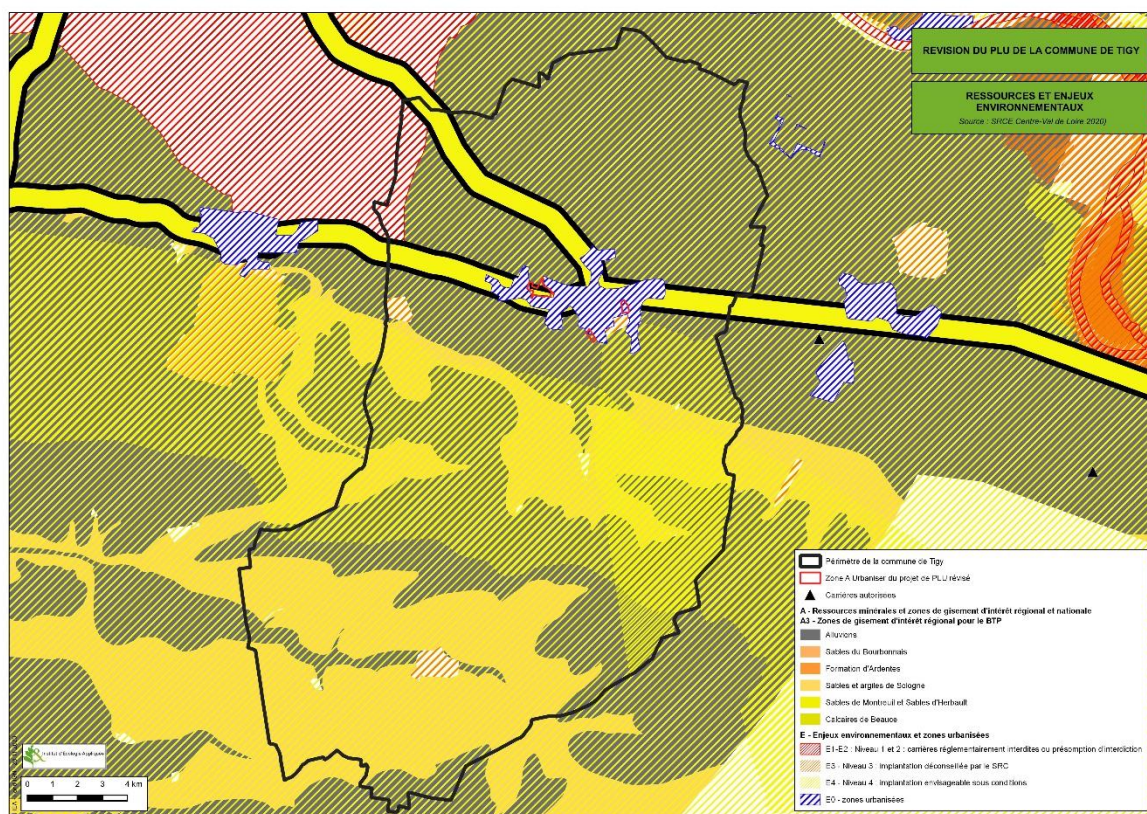 REVISION DU PLU DE LA COMMUNE DE TIGY
RESSOURCES ET ENJEUX
ENVIRONNEMENTAUX
Source : SRCE Centre-Val de Loire 2020)
Périmètre de la commune de Tigy
Zone A Urbaniser du projet de PLU révisé
Carrières autorisées
A - Ressources minérales et zones de gisement d'intérêt régional et nationale
A3 - Zones de gisement d'intérêt régional pour le BTP
Alluvions
Sables du Bourbonnais
Formation d'Ardentes
Sables et argiles de Sologne
Sables de Montreuil et Sables d'Herbault
Calcaires de Beauce
E - Enjeux environnementaux et zones urbanisées
E1-E2 : Niveau 1 et 2 : carrières réglementairement interdites ou présomption d'interdiction
E3 - Niveau 3 : Implantation déconseillée par le SRC
E4 - Niveau 4 : Implantation envisageable sous conditions
E0 - zones urbanisées
Institut d'Ecologie Appliquée
0 1 2 3 4 km